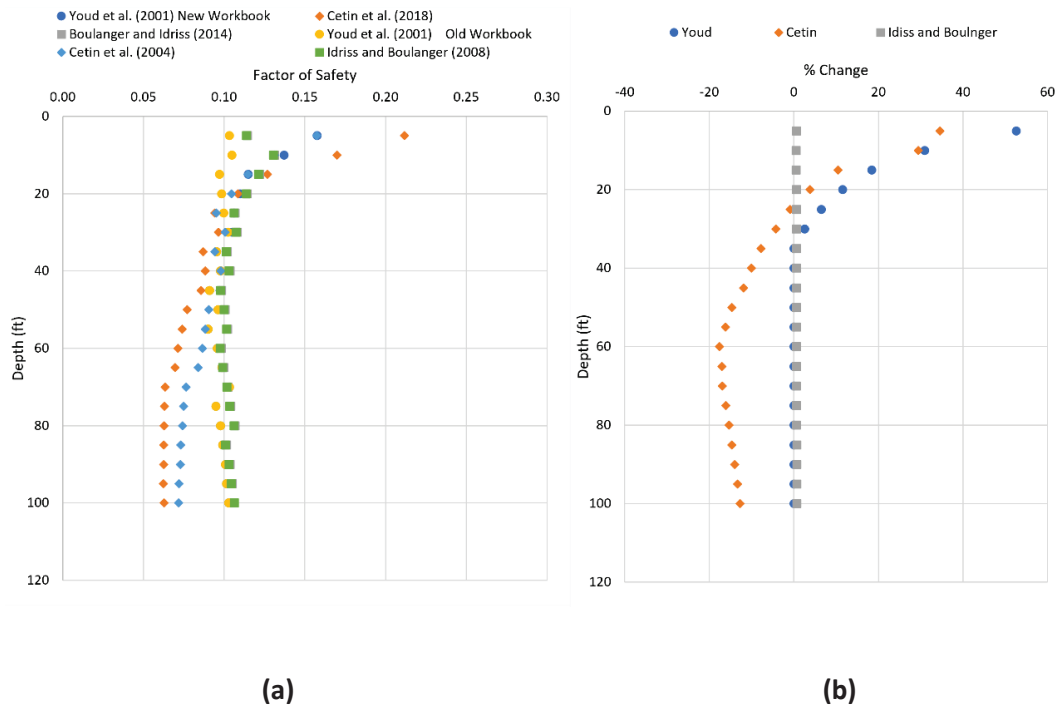 Youd et al. (2001) New Workbook
Cetin et al. (2018)
Boulanger and Idriss (2014)
Youd et al. (2001) Old Workbook
Cetin et al. (2004)
Idriss and Boulanger (2008)
Factor of Safety
0.00 0.05 0.10 0.15 0.20 0.25 0.30
0
20
40
60
80
100
120
Depth (ft)
(a)
Youd Cetin Idiss and Boulnger
% Change
-40 -20 0 20 40 60
0
20
40
60
80
100
120
Depth (ft)
(b)